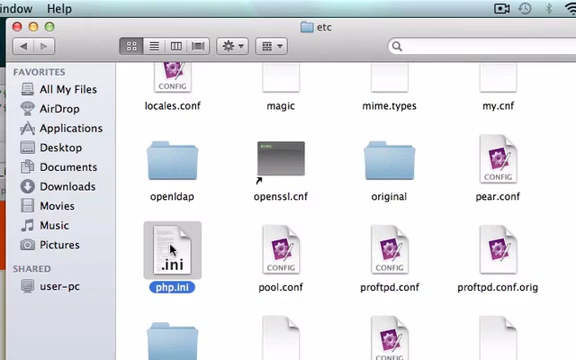 indow Help
etc
FAVORITES
All My Files
AirDrop
Applications
Desktop
Documents
Downloads
Movies
Music
Pictures
SHARED
user-pc
CONFIG
locales.conf magic mime.types my.cnf
CONFIG
openldap openssl.cnf original pear.conf
.ini CONFIG CONFIG CONFIG
php.ini pool.conf proftpd.conf proftpd.conf.orig
CONFIG